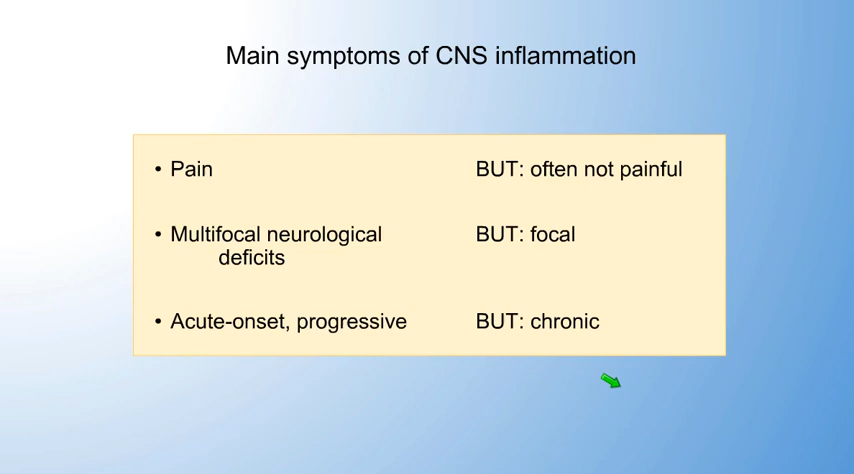 Main symptoms of CNS inflammation
• Pain BUT: often not painful
• Multifocal neurological BUT: focal
deficits
• Acute-onset, progressive BUT: chronic